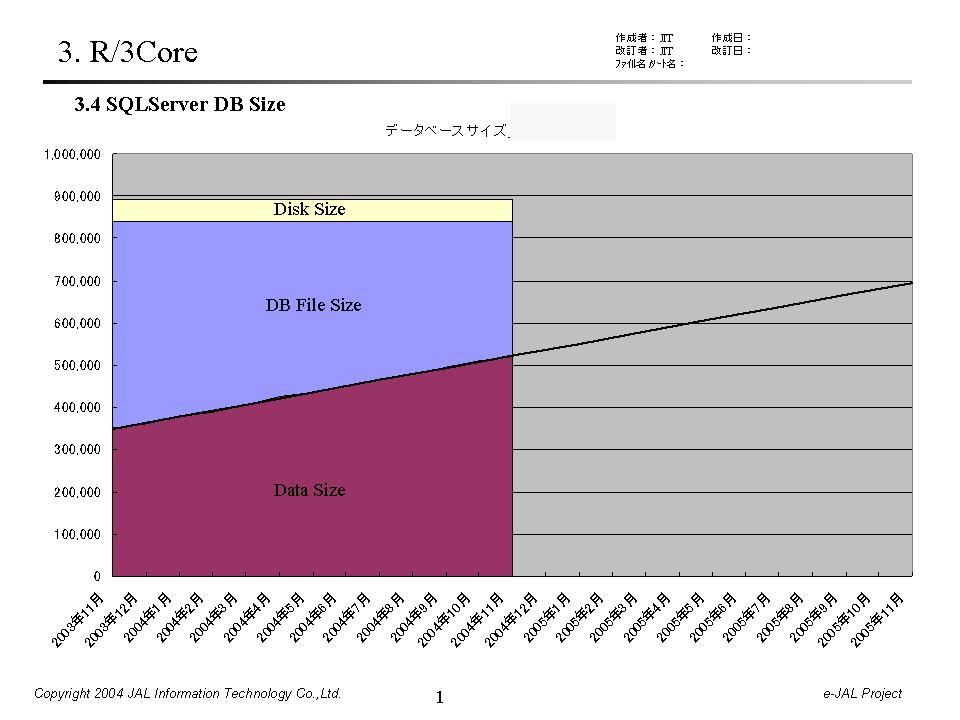 3. R/3Core
作成者：JIT 作成日：
改訂者：JIT 改訂日：
ﾌｧｲﾙ名/ｼｰﾄ名：
3.4 SQLServer DB Size
データベースサイズ
1,000,000
900,000
800,000
700,000
600,000
500,000
400,000
300,000
200,000
100,000
0
Disk Size
DB File Size
Data Size
2003年11月
2003年12月
2004年1月
2004年2月
2004年3月
2004年4月
2004年5月
2004年6月
2004年7月
2004年8月
2004年9月
2004年10月
2004年11月
2004年12月
2005年1月
2005年2月
2005年3月
2005年4月
2005年5月
2005年6月
2005年7月
2005年8月
2005年9月
2005年10月
2005年11月
Copyright 2004 JAL Information Technology Co.,Ltd.
1
e-JAL Project